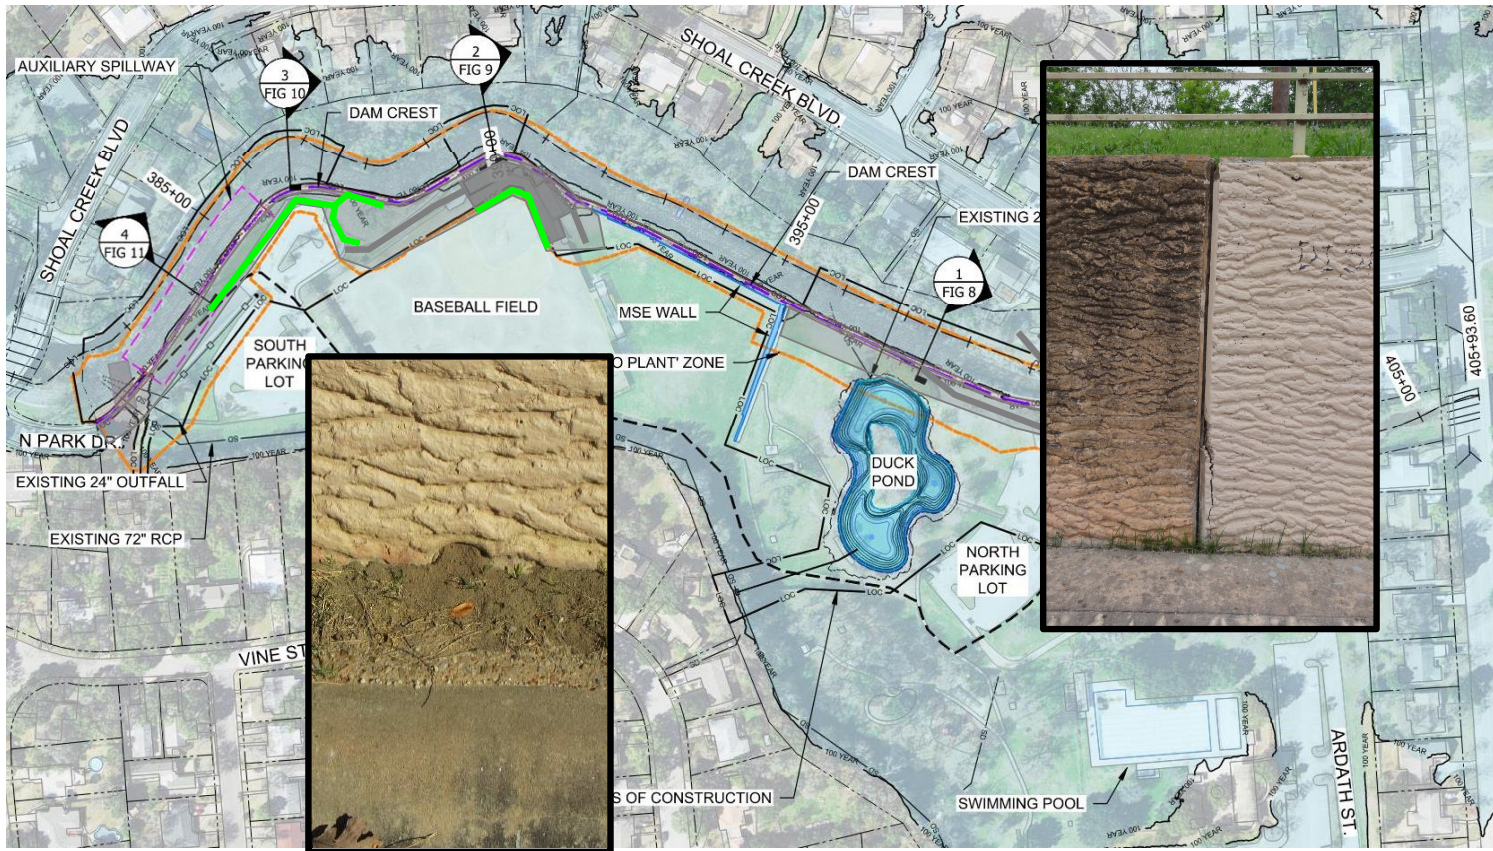 AUXILIARY SPILLWAY
SHOAL CREEK BLVD
3
FIG 10
2
FIG 9
DAM CREST
SHOAL CREEK BLVD
385+00
4
FIG 11
DAM CREST
395+00
EXISTING 2
1
FIG 8
BASEBALL FIELD
MSE WALL
SOUTH
PARKING
LOT
O PLANT' ZONE
405+00
405+93.60
N PARK DR.
EXISTING 24" OUTFALL
EXISTING 72" RCP
DUCK
POND
NORTH
PARKING
LOT
VINE ST
S OF CONSTRUCTION
SWIMMING POOL
ARDATH ST.
100 YEAR
LOC
SD